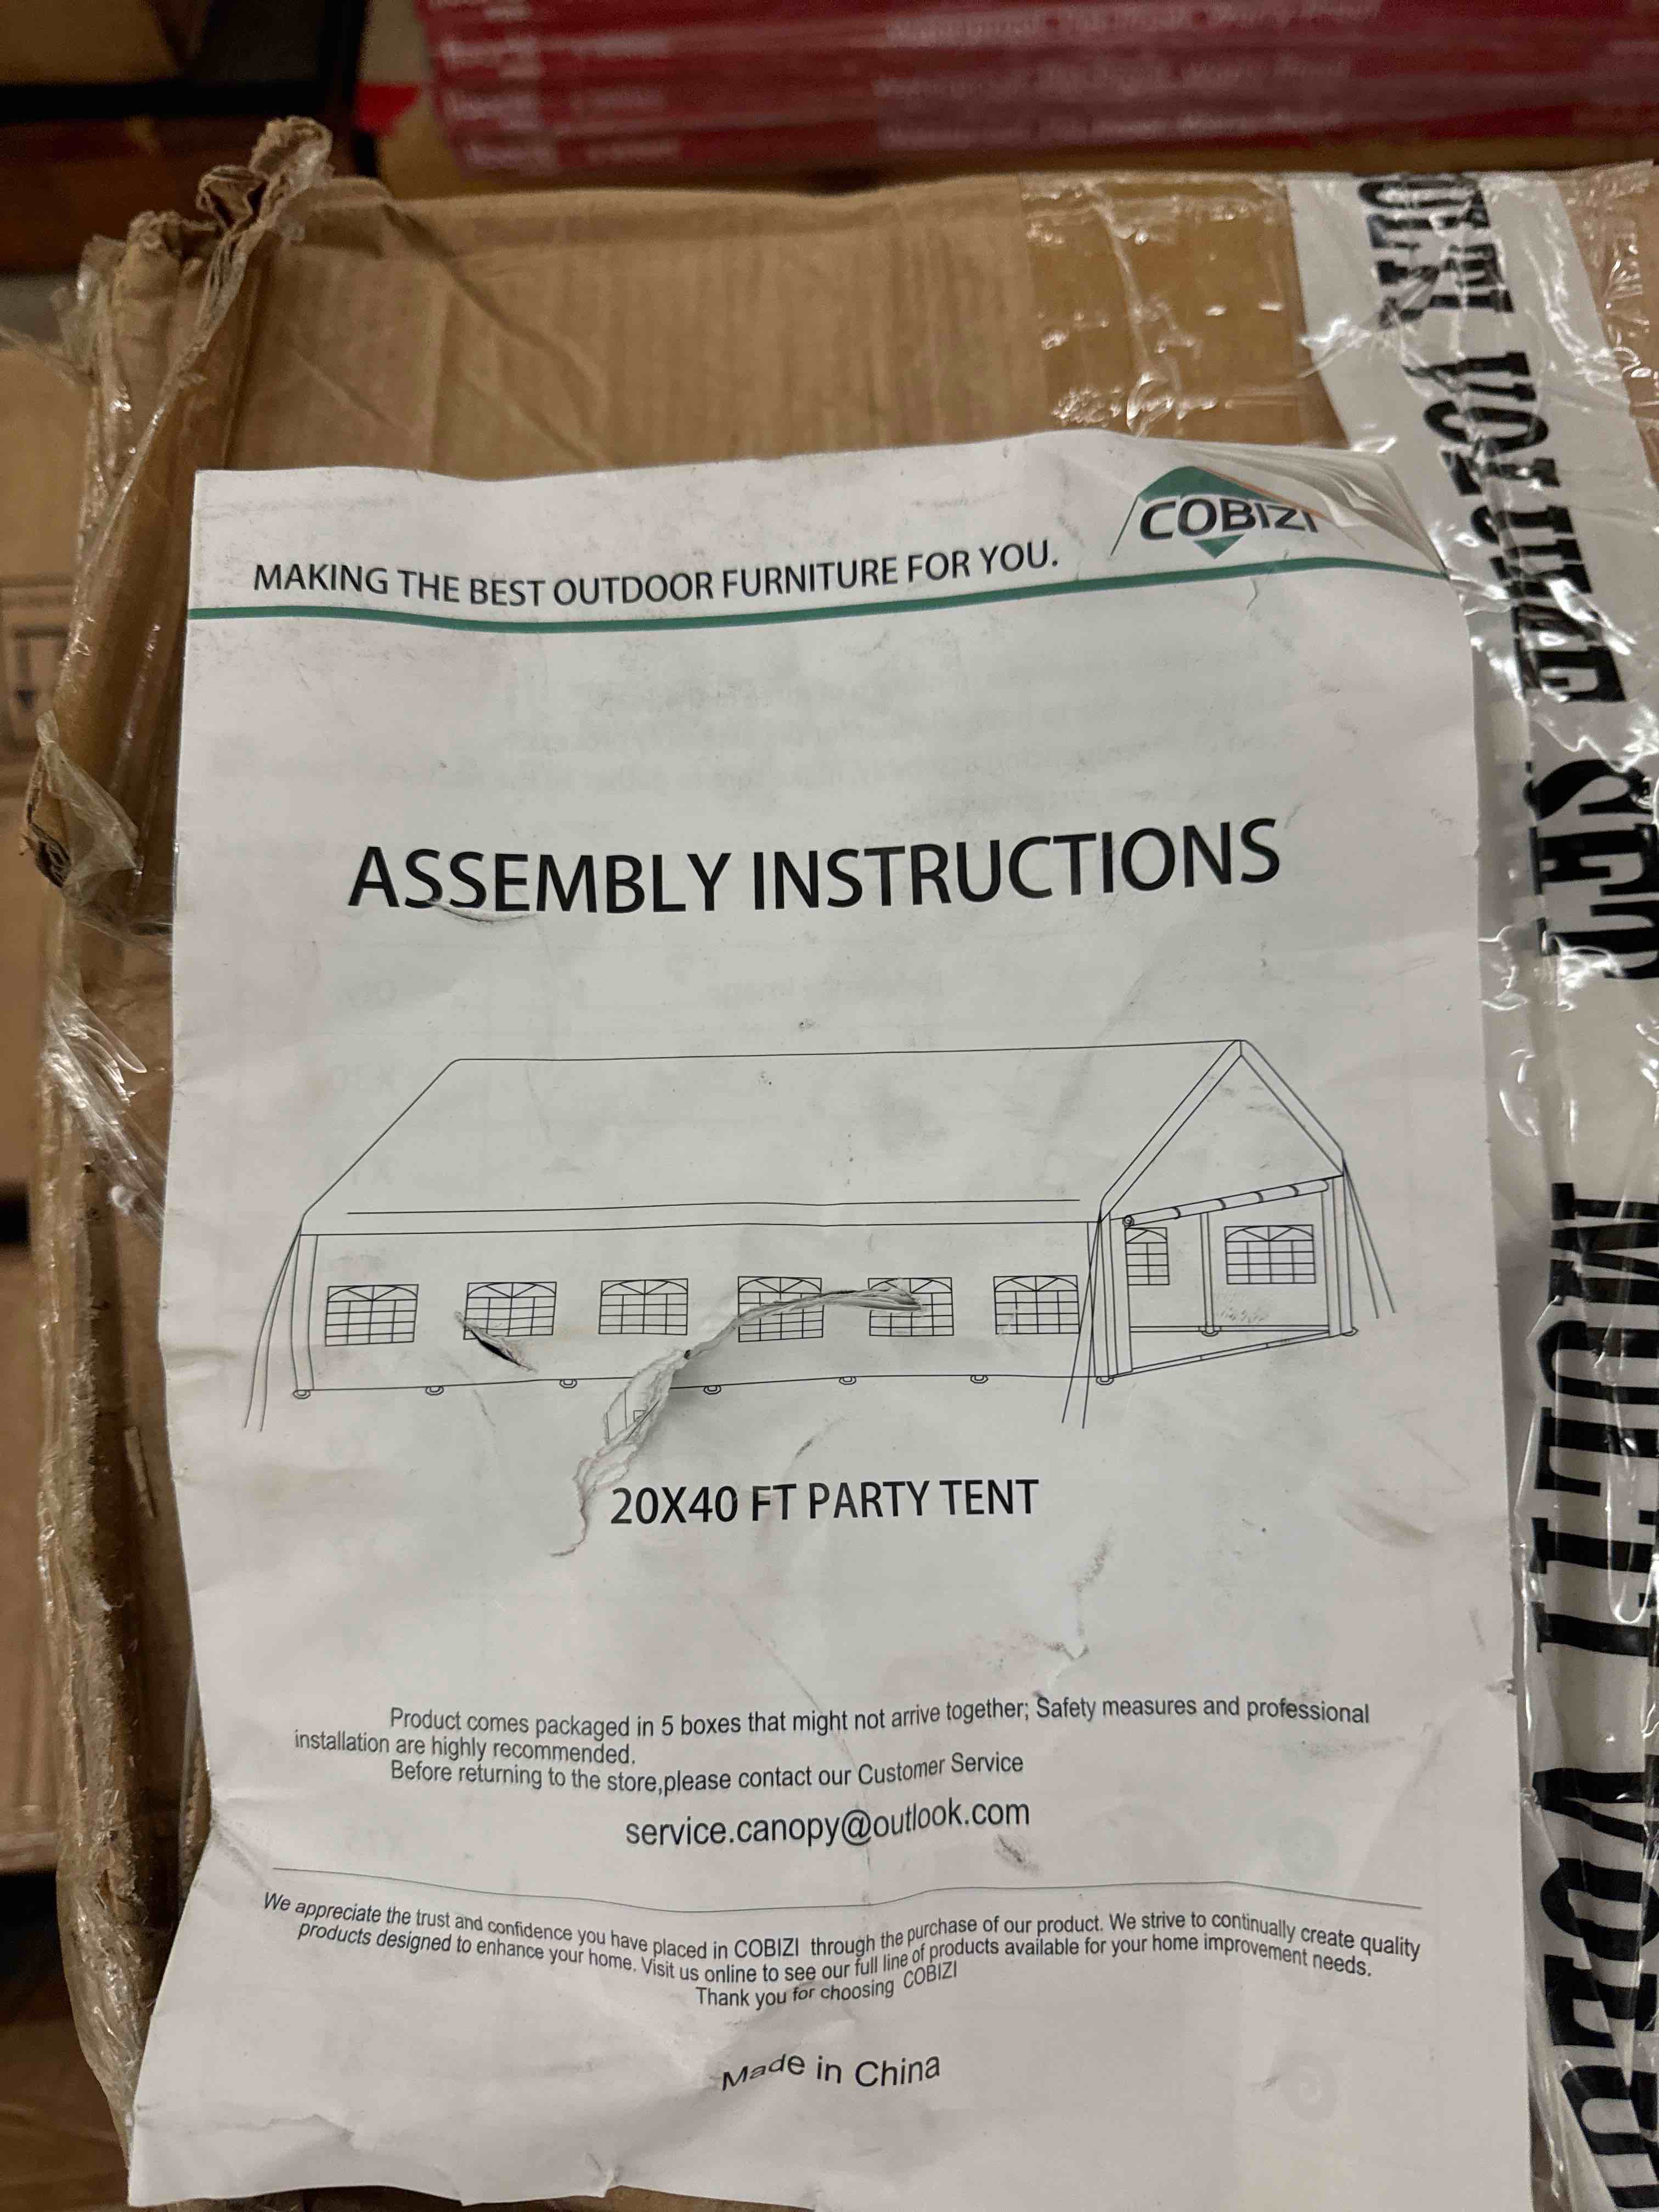 MAKING THE BEST OUTDOOR FURNITURE FOR YOU.
COBIZI
ASSEMBLY INSTRUCTIONS
20X40 FT PARTY TENT
Product comes packaged in 5 boxes that might not arrive together; Safety measures and professional
installation are highly recommended.
Before returning to the store,please contact our Customer Service
service.canopy@outlook.com
We appreciate the trust and confidence you have placed in COBIZI through the purchase of our product. We strive to continually create quality
products designed to enhance your home. Visit us online to see our full line of products available for your home improvement needs.
Thank you for choosing COBIZI
Made in China
MULTI
SET